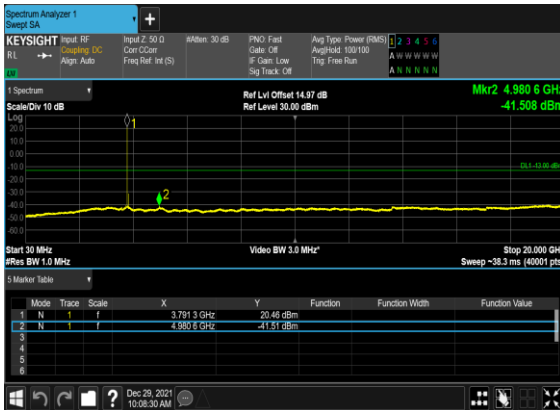 Spectrum Analyzer 1
Swept SA
+
KEYSIGHT
RL
Input: RF
Coupling: DC
Align: Auto
Input Z: 50 Ω
Corr CCorr
Freq Ref: Int (S)
#Atten: 30 dB
PNO: Fast
Gate: Off
IF Gain: Low
Sig Track: Off
Avg Type: Power (RMS)
Avg|Hold: 100/100
Trig: Free Run
1 2 3 4 5 6
A W W W W W
A N N N N N
1 Spectrum
Scale/Div 10 dB
Ref Lvl Offset 14.97 dB
Ref Level 30.00 dBm
Mkr2 4.980 6 GHz
-41.508 dBm
Log
20.0
10.0
0.00
-10.0
-20.0
-30.0
-40.0
-50.0
-60.0
1
2
DL1 -13.00 dBm
Start 30 MHz
#Res BW 1.0 MHz
Video BW 3.0 MHz*
Stop 20.000 GHz
Sweep ~38.3 ms (40001 pts)
5 Marker Table
Mode Trace Scale X Y Function Function Width Function Value
1 N 1 f 3.791 3 GHz 20.46 dBm
2 N 1 f 4.980 6 GHz -41.51 dBm
3
4
5
6
?
Dec 29, 2021
10:08:30 AM